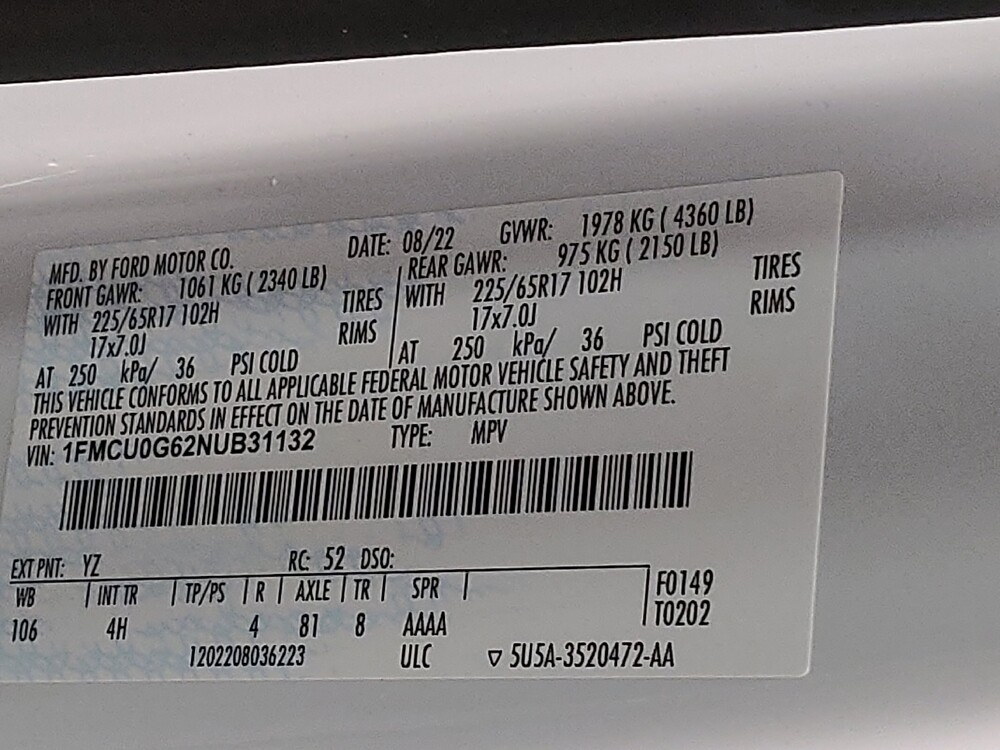 MFD. BY FORD MOTOR CO. DATE: 08/22 GVWR: 1978 KG ( 4360 LB)
FRONT GAWR: 1061 KG ( 2340 LB) REAR GAWR: 975 KG ( 2150 LB)
WITH 225/65R17 102H TIRES WITH 225/65R17 102H TIRES
17x7.0J RIMS 17x7.0J RIMS
AT 250 kPa/ 36 PSI COLD AT 250 kPa/ 36 PSI COLD
THIS VEHICLE CONFORMS TO ALL APPLICABLE FEDERAL MOTOR VEHICLE SAFETY AND THEFT
PREVENTION STANDARDS IN EFFECT ON THE DATE OF MANUFACTURE SHOWN ABOVE.
VIN: 1FMCU0G62NUB31132 TYPE: MPV
EXT PNT: YZ RC: 52 DSO:
WB INT TR TP/PS R AXLE TR SPR F0149
106 4H 4 81 8 AAAA T0202
1202208036223 ULC ▽ 5U5A-3520472-AA